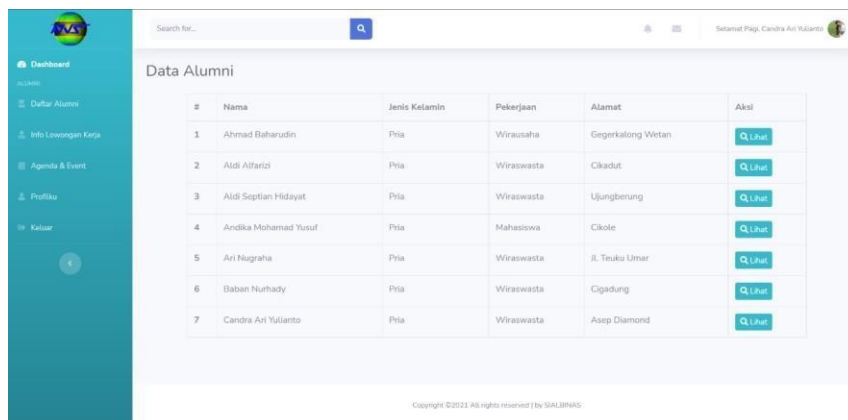 Search for...
Selamat Pagi, Candra Ari Yulianto
Dashboard
ALUMNI
Daftar Alumni
Info Lowongan Kerja
Agenda & Event
Profilku
Keluar
Data Alumni
# Nama Jenis Kelamin Pekerjaan Alamat Aksi
1 Ahmad Baharudin Pria Wirausaha Gegerkalong Wetan Lihat
2 Aldi Alfarizi Pria Wiraswasta Cikadut Lihat
3 Aldi Septian Hidayat Pria Wiraswasta Ujungberung Lihat
4 Andika Mohamad Yusuf Pria Mahasiswa Cikole Lihat
5 Ari Nugraha Pria Wiraswasta Jl. Teuku Umar Lihat
6 Baban Nurhady Pria Wiraswasta Cigadung Lihat
7 Candra Ari Yulianto Pria Wiraswasta Asep Diamond Lihat
Copyright ©2021 All rights reserved | by SIALBINAS